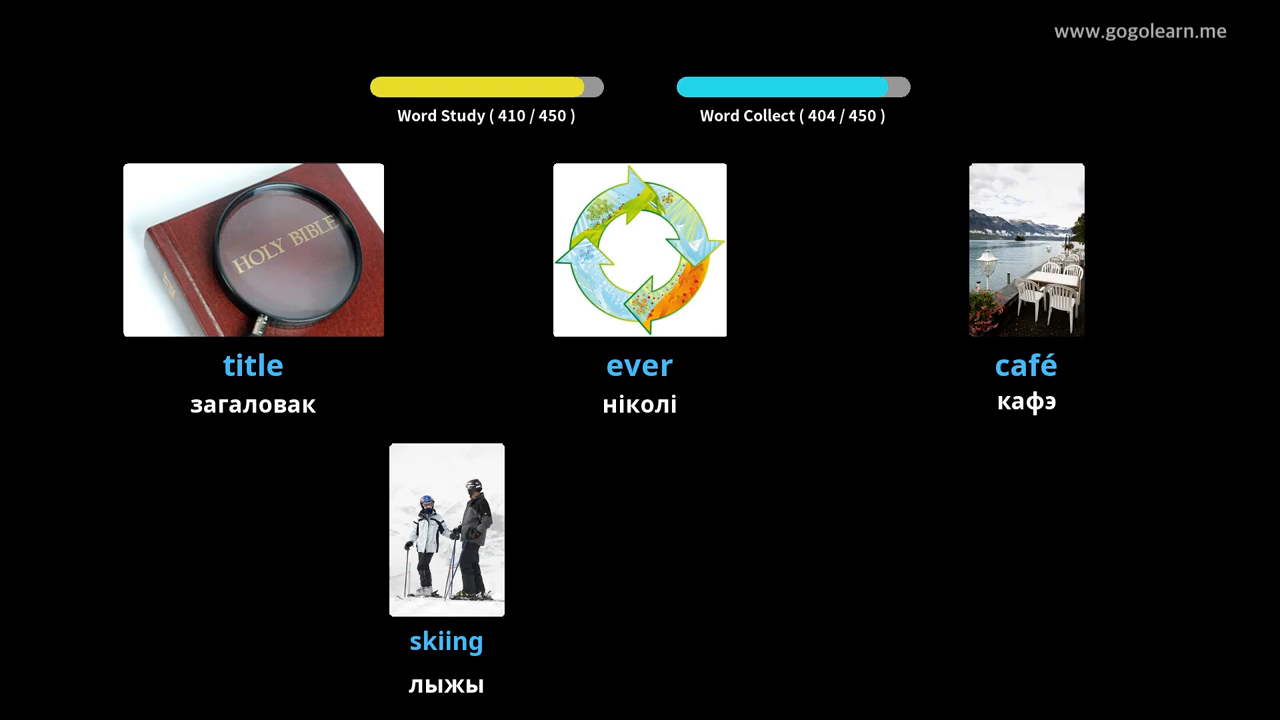 www.gogolearn.me
Word Study ( 410 / 450 )
Word Collect ( 404 / 450 )
HOLY BIBLE
title
ever
café
загаловак
ніколі
кафэ
skiing
лыжы